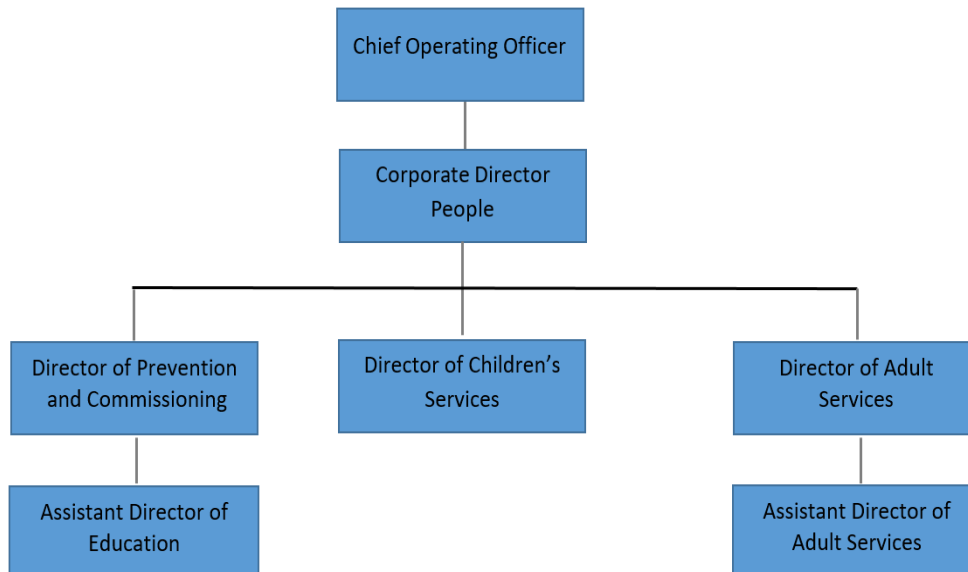 Chief Operating Officer
Corporate Director
People
Director of Prevention
and Commissioning
Director of Children’s
Services
Director of Adult
Services
Assistant Director of
Education
Assistant Director of
Adult Services